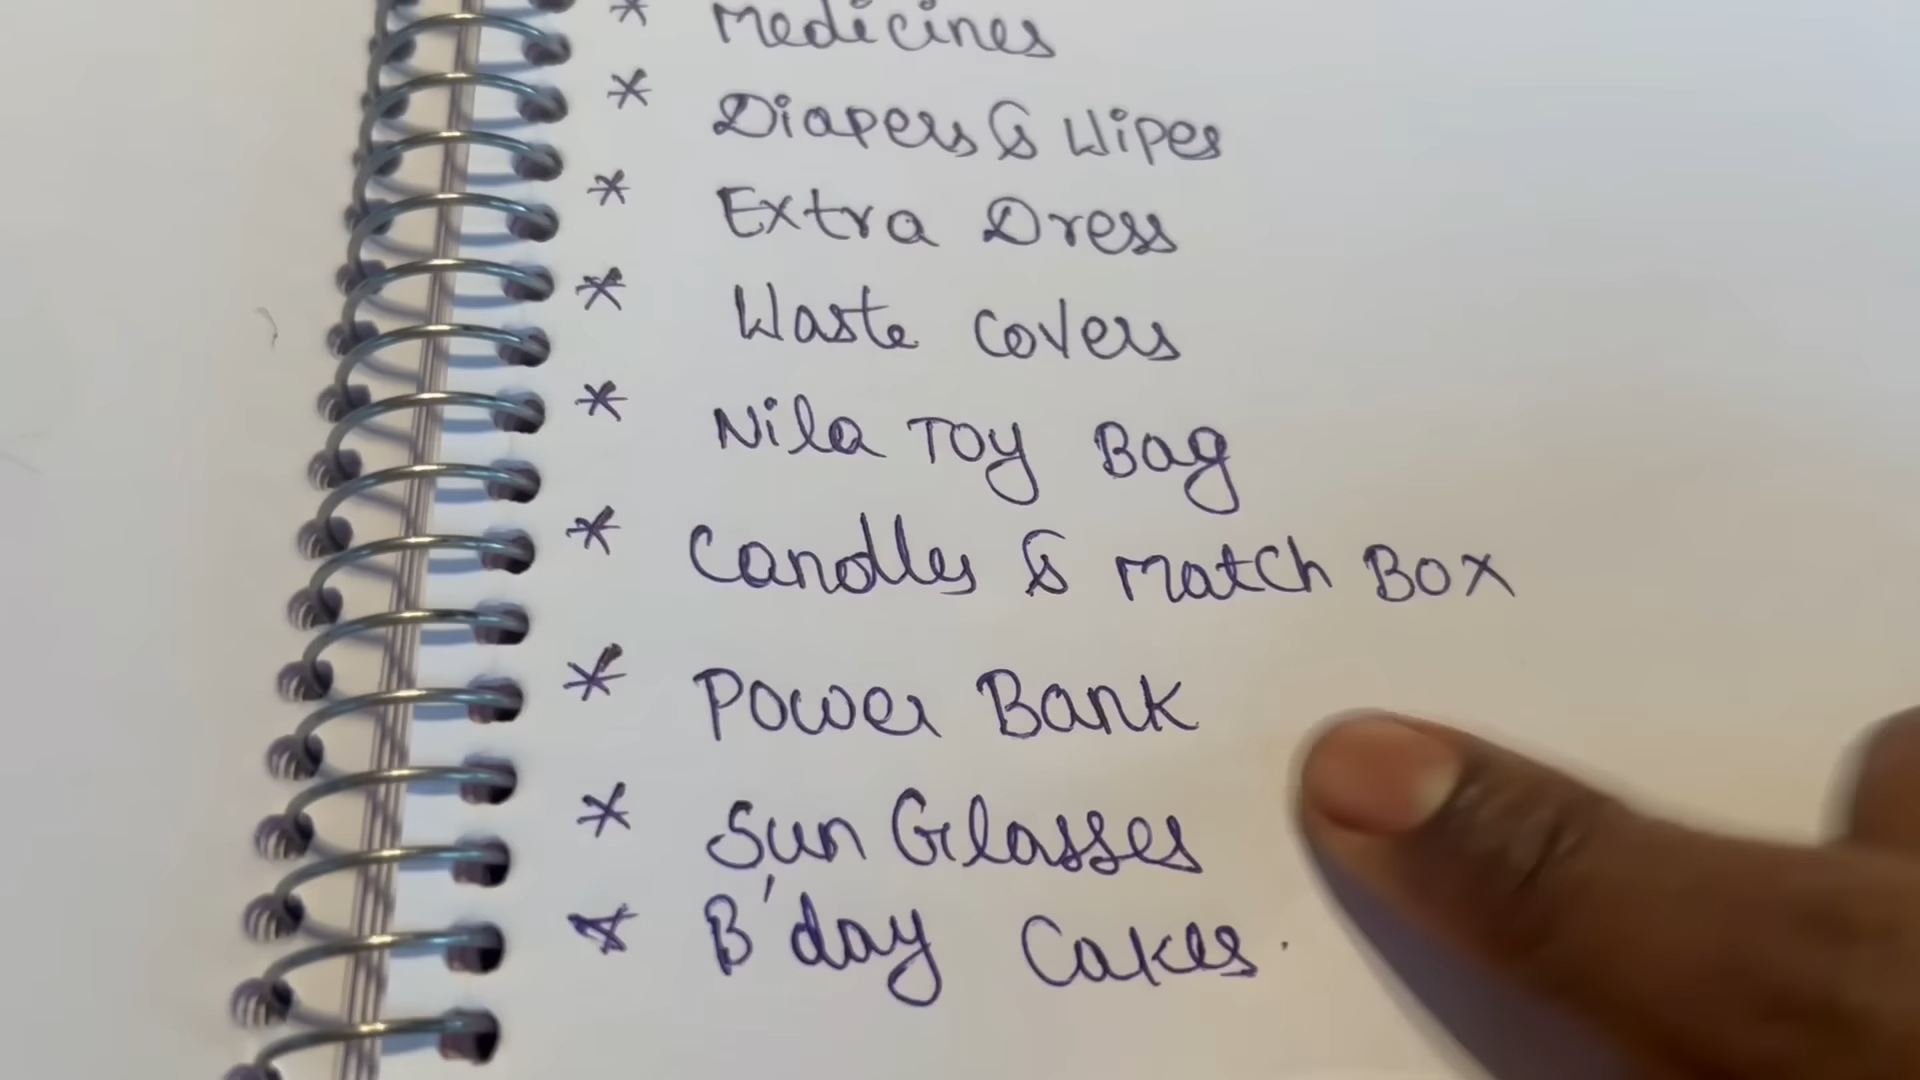 * Medicines
* Diapers & Wipes
* Extra Dress
* Waste Covers
* Nila Toy Bag
* Candles & Match Box
* Power Bank
* Sun Glasses
* B'day Cakes.